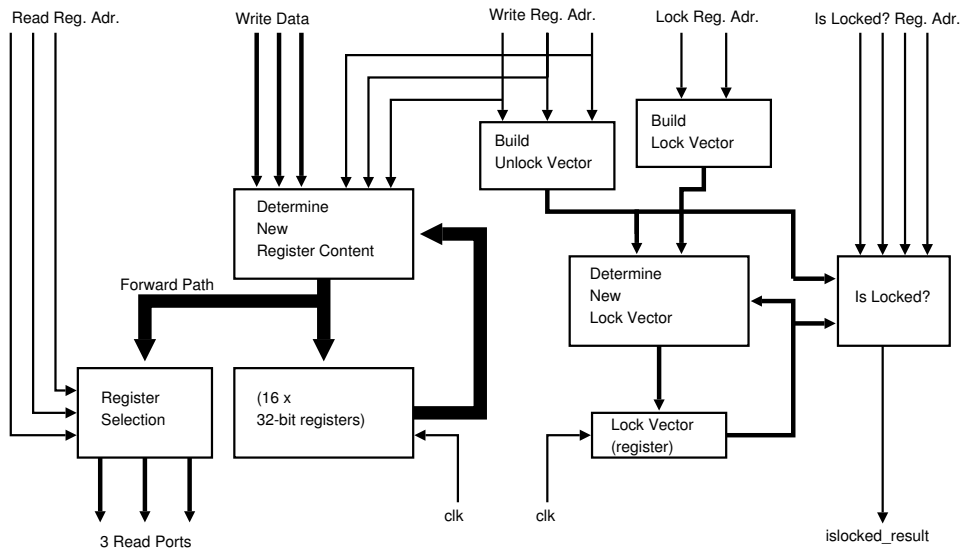 Read Reg. Adr.
Write Data
Write Reg. Adr.
Lock Reg. Adr.
Is Locked? Reg. Adr.
Build
Unlock Vector
Build
Lock Vector
Determine
New
Register Content
Forward Path
Determine
New
Lock Vector
Is Locked?
Register
Selection
(16 x
32-bit registers)
Lock Vector
(register)
clk
clk
3 Read Ports
islocked_result